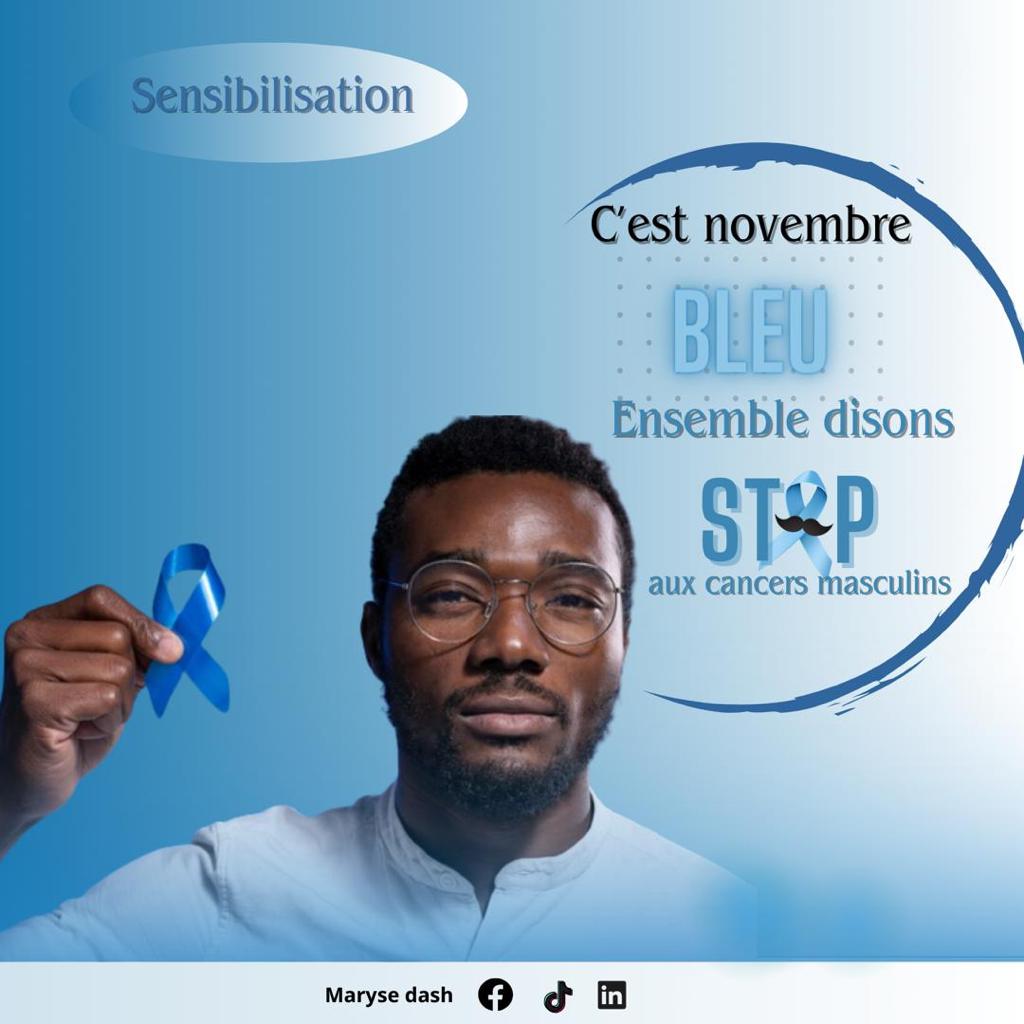 Sensibilisation
C'est novembre
BLEU
Ensemble disons
STOP
aux cancers masculins
Maryse dash